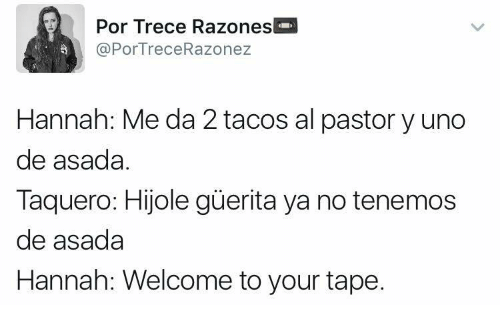 Por Trece Razones
@PorTreceRazonez
Hannah: Me da 2 tacos al pastor y uno
de asada.
Taquero: Hijole güerita ya no tenemos
de asada
Hannah: Welcome to your tape.